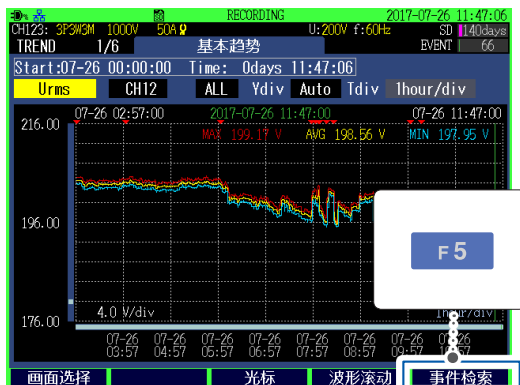 RECORDING 2017-07-26 11:47:06
CH123: 3P3W3M 1000V 50A U:200V f:60Hz SD 140days
TREND 1/6 基本趋势 EVENT 66
Start:07-26 00:00:00 Time: 0days 11:47:06
Urms CH12 ALL Ydiv Auto Tdiv 1hour/div
07-26 02:57:00 2017-07-26 11:47:00 07-26 11:47:00
216.00 MAX 199.17 V AVG 198.56 V MIN 197.95 V
196.00
F5
4.0 V/div 1hour/div
176.00
07-26 07-26 07-26 07-26 07-26 07-26 07-26 07-26
03:57 04:57 05:57 06:57 07:57 08:57 09:57
画面选择 光标 波形滚动 事件检索